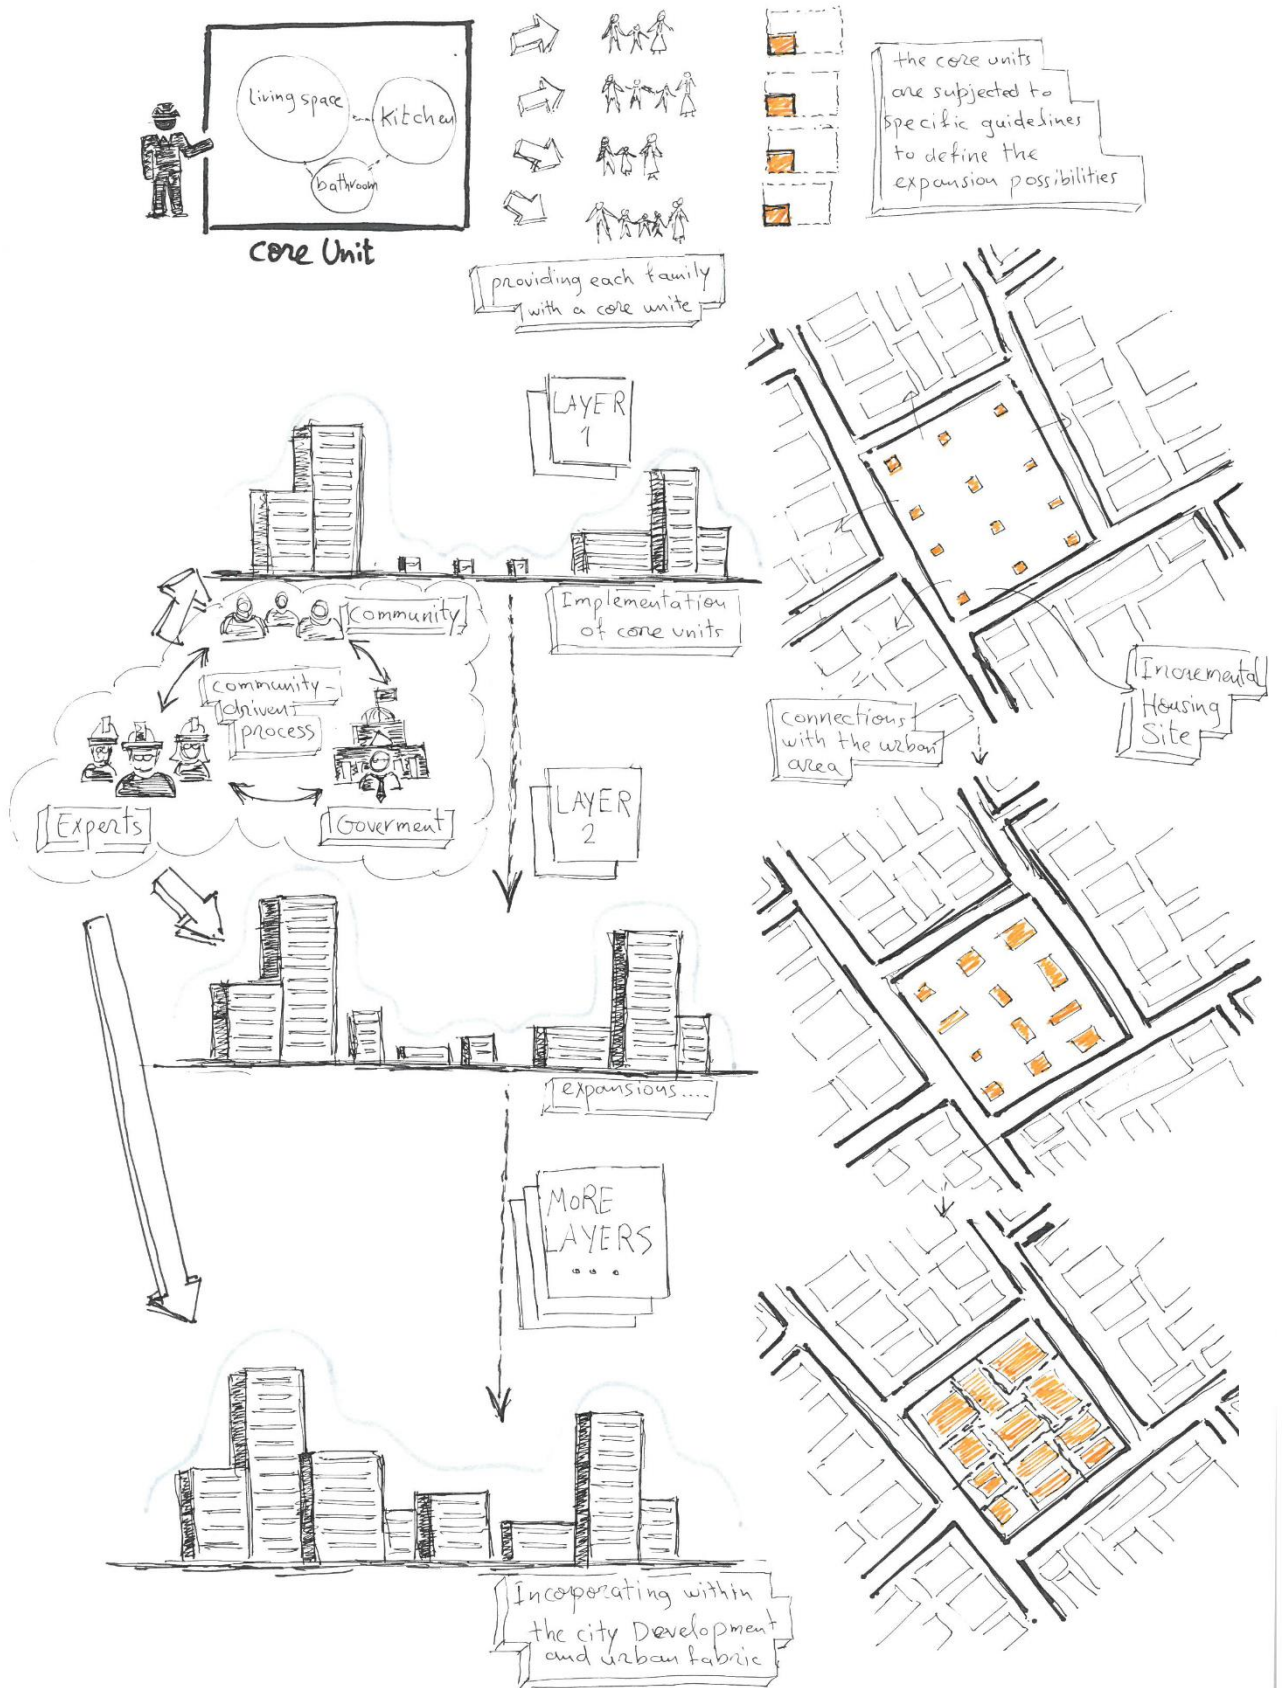 living space
kitchen
bathroom
core Unit
providing each family
with a core unite
the core units
are supjected to
specific guidelines
to define the
expansion possibilities
LAYER
1
Implementation
of core units
community
community-
driven
process
Experts
Goverment
connections
with the urban
area
Incremental
Housing
Site
LAYER
2
expansions....
MORE
LAYERS
...
Incoporating within
the city Development
and urban fabric